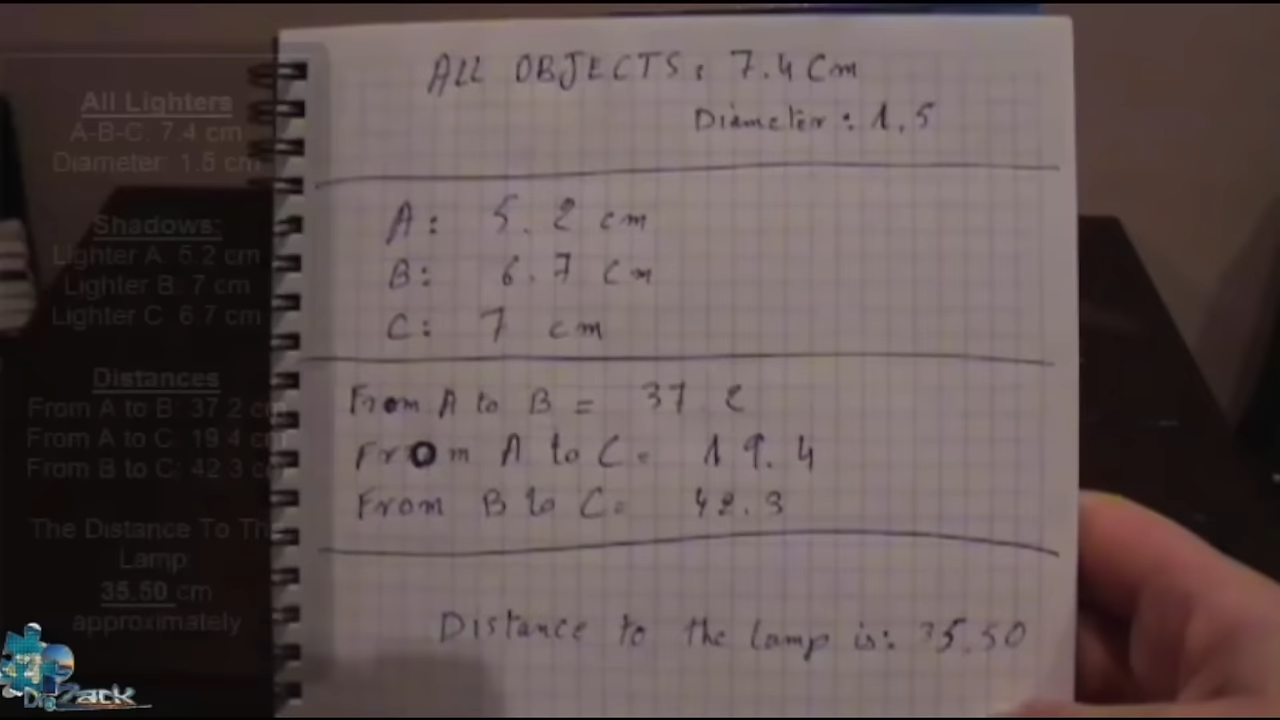 All Lighters
A-B-C: 7.4 cm
Diameter: 1.5 cm
Shadows:
Lighter A: 5.2 cm
Lighter B: 7 cm
Lighter C: 6.7 cm
Distances
From A to B: 37.2 cm
From A to C: 19.4 cm
From B to C: 42.3 cm
The Distance To The
Lamp
35.50 cm
approximately
ALL OBJECTS: 7.4 Cm
Diameter: 1.5
A: 5.2 cm
B: 6.7 cm
C: 7 cm
From A to B = 37 2
From A to C = 19.4
From B to C = 42.3
Distance to the lamp is: 35.50
Zack